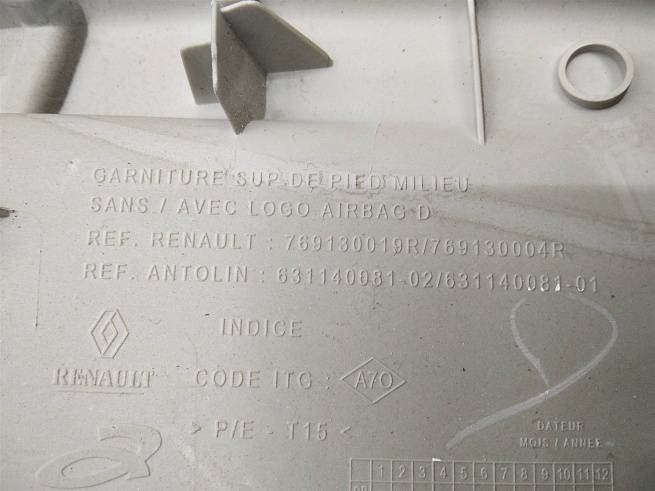 GARNITURE SUP.DE PIED MILIEU
SANS / AVEC LOGO AIRBAG D
REF. RENAULT : 769130019R/769130004R
REF. ANTOLIN : 631140081-02/631140081-01
INDICE
RENAULT
CODE ITG : A70
> P/E - T15 <
DATEUR
MOIS / ANNEE
1 2 3 4 5 6 7 8 9 10 11 12